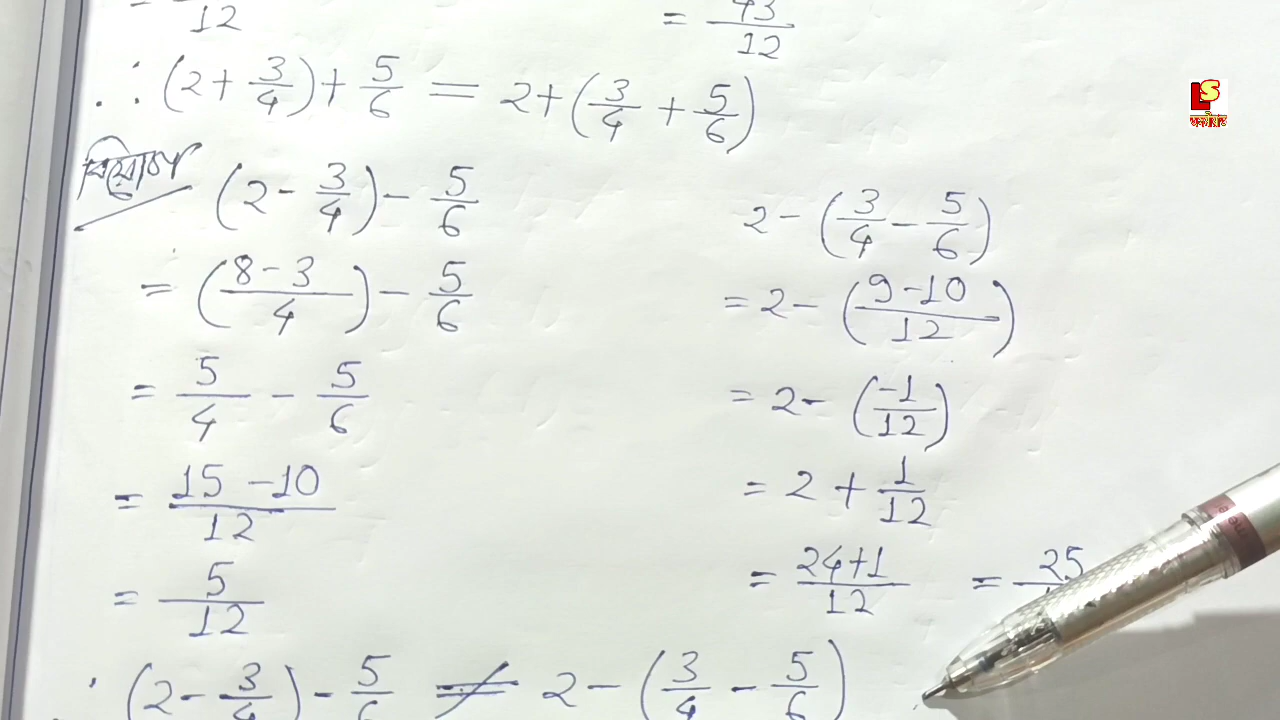 = 12 = 43/12
∴ (2 + 3/4) + 5/6 = 2 + (3/4 + 5/6)
বিয়োগ (2 - 3/4) - 5/6 2 - (3/4 - 5/6)
= (8 - 3/4) - 5/6 = 2 - (9 - 10/12)
= 5/4 - 5/6 = 2 - (-1/12)
= 15 - 10/12 = 2 + 1/12
= 5/12 = 24 + 1/12 = 25
∴ (2 - 3/4) - 5/6 ≠ 2 - (3/4 - 5/6)
LS